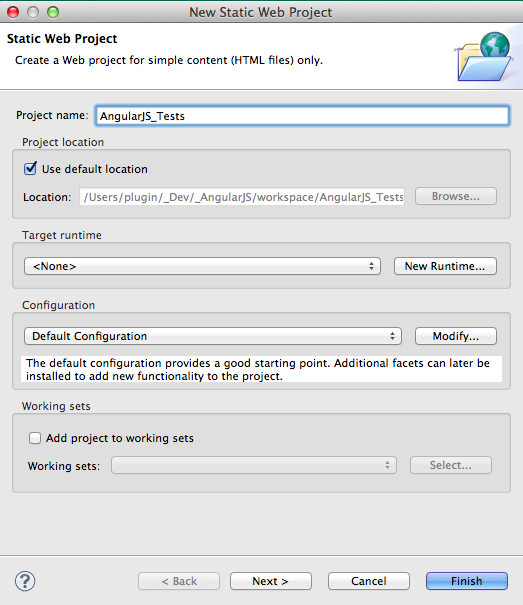 New Static Web Project
Static Web Project
Create a Web project for simple content (HTML files) only.
Project name: AngularJS_Tests
Project location
Use default location
Location: /Users/plugin/_Dev/_AngularJS/workspace/AngularJS_Tests Browse...
Target runtime
<None> New Runtime...
Configuration
Default Configuration Modify...
The default configuration provides a good starting point. Additional facets can later be
installed to add new functionality to the project.
Working sets
Add project to working sets
Working sets: Select...
? < Back Next > Cancel Finish